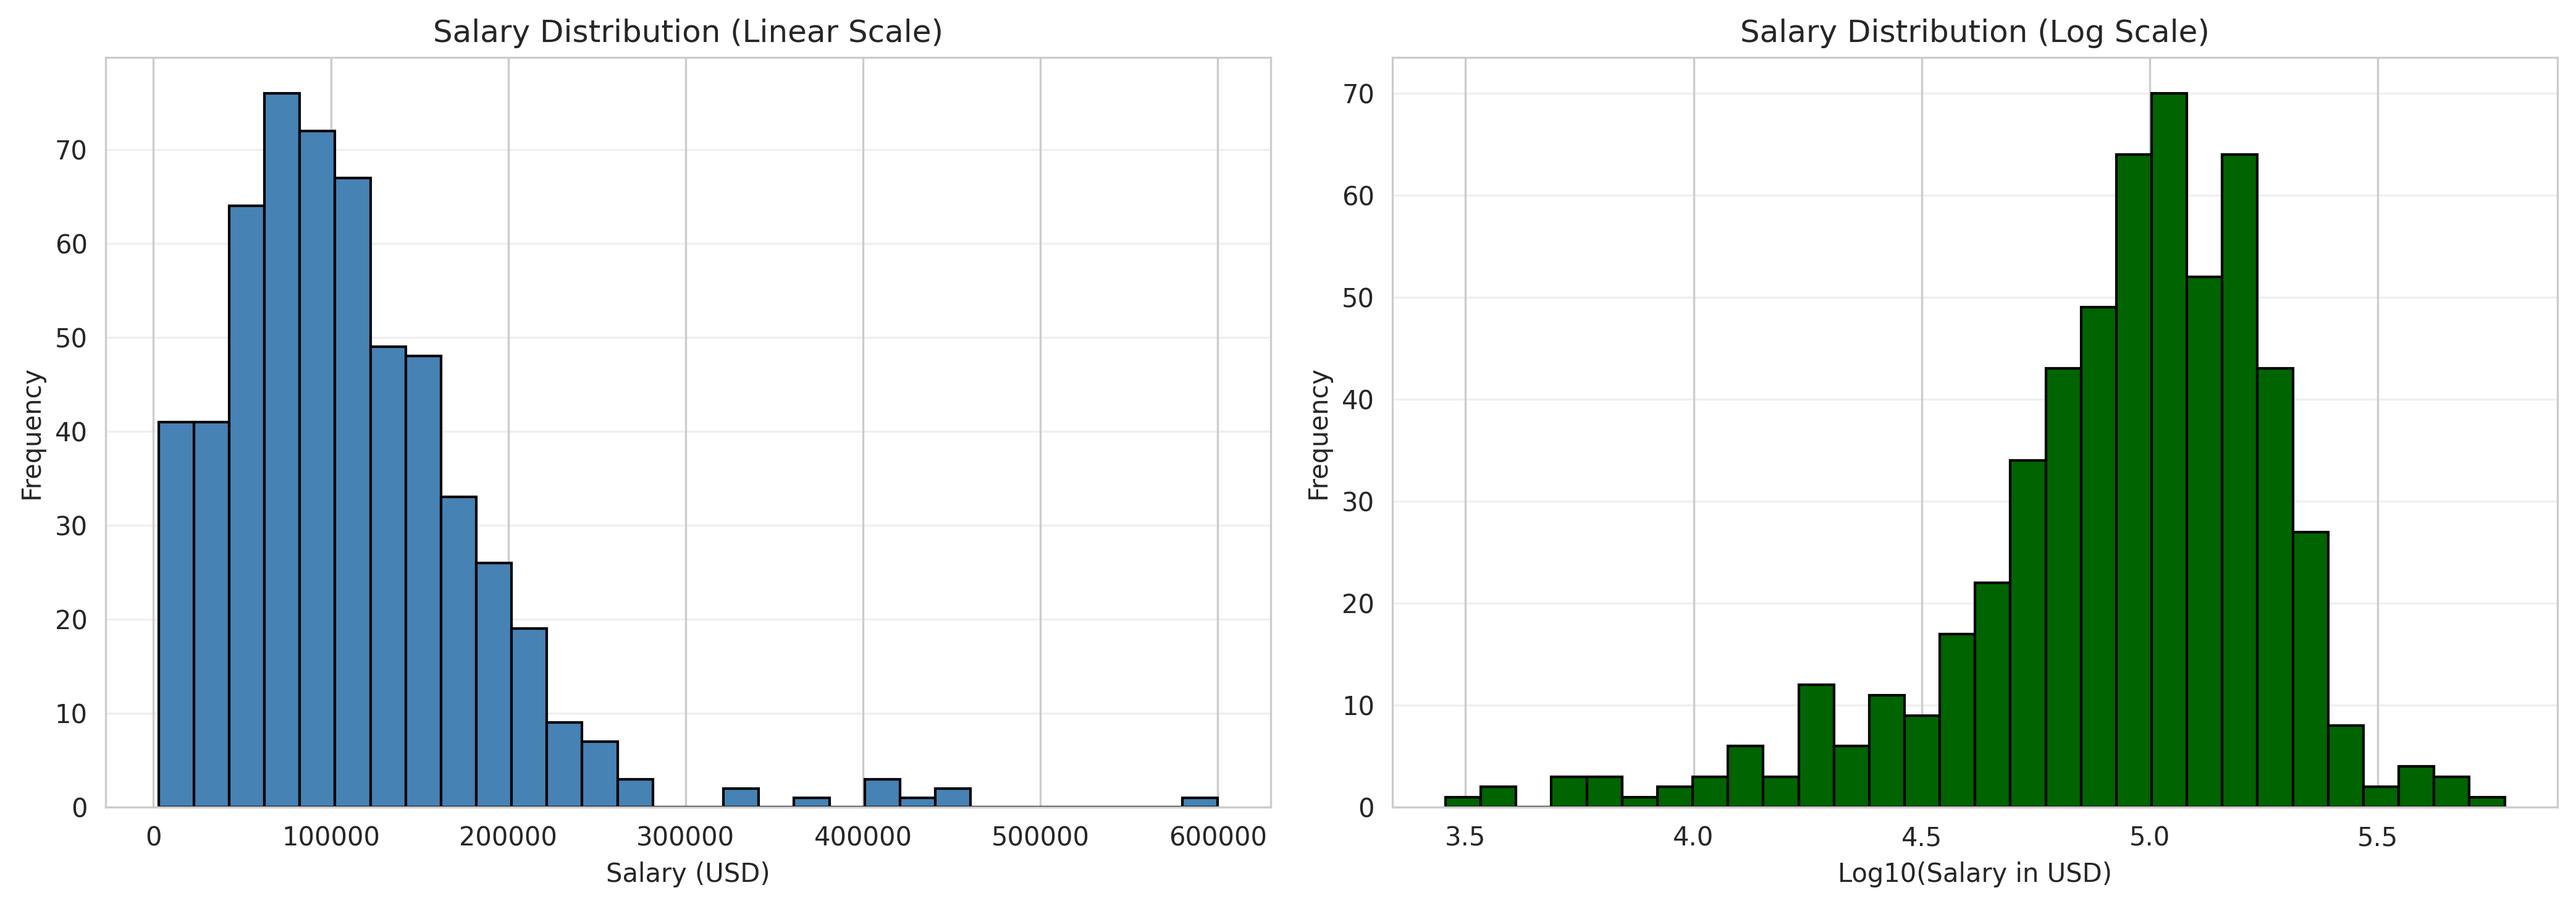 Salary Distribution (Linear Scale)
Frequency
70
60
50
40
30
20
10
0
0 100000 200000 300000 400000 500000 600000
Salary (USD)
Salary Distribution (Log Scale)
Frequency
70
60
50
40
30
20
10
0
3.5 4.0 4.5 5.0 5.5
Log10(Salary in USD)